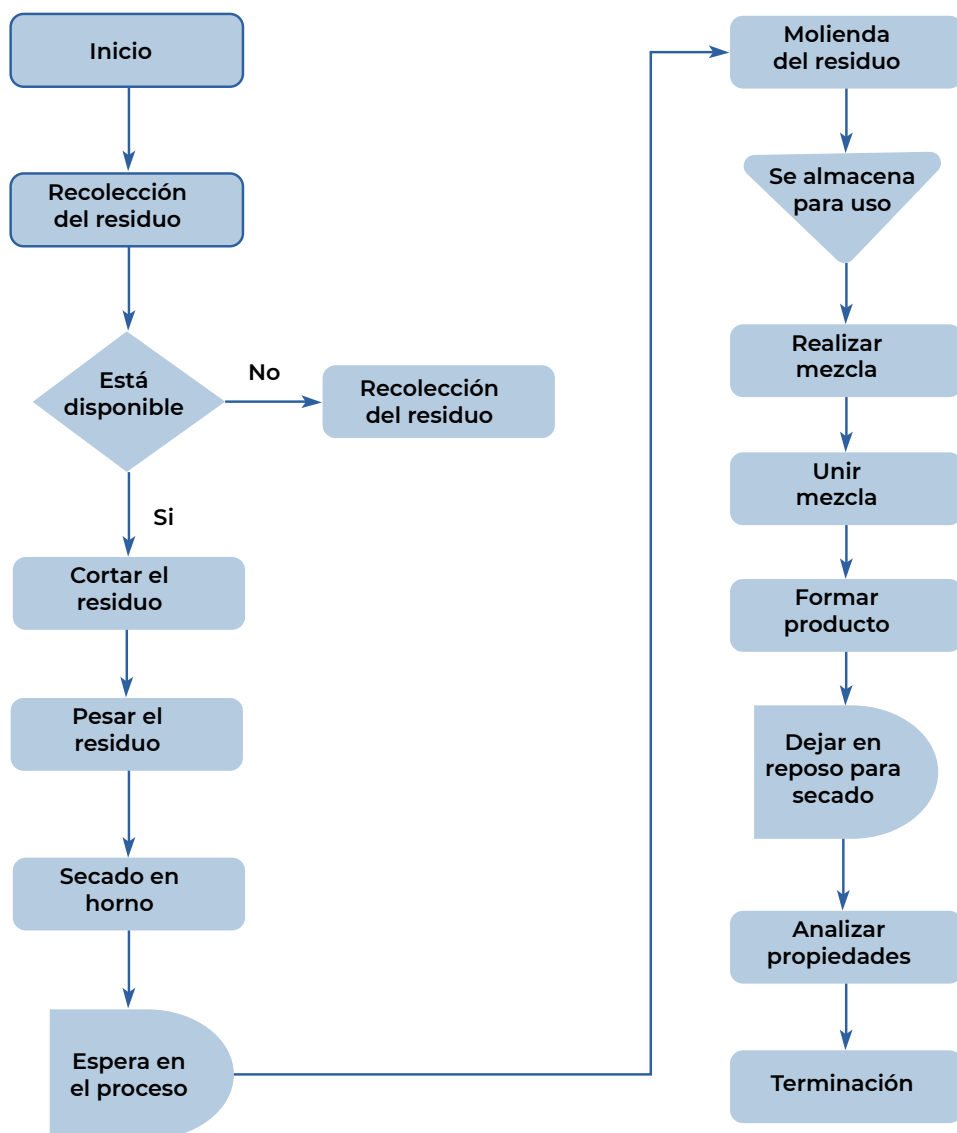 Inicio
Recolección
del residuo
Está
disponible
No
Recolección
del residuo
Si
Cortar el
residuo
Pesar el
residuo
Secado en
horno
Espera en
el proceso
Molienda
del residuo
Se almacena
para uso
Realizar
mezcla
Unir
mezcla
Formar
producto
Dejar en
reposo para
secado
Analizar
propiedades
Terminación